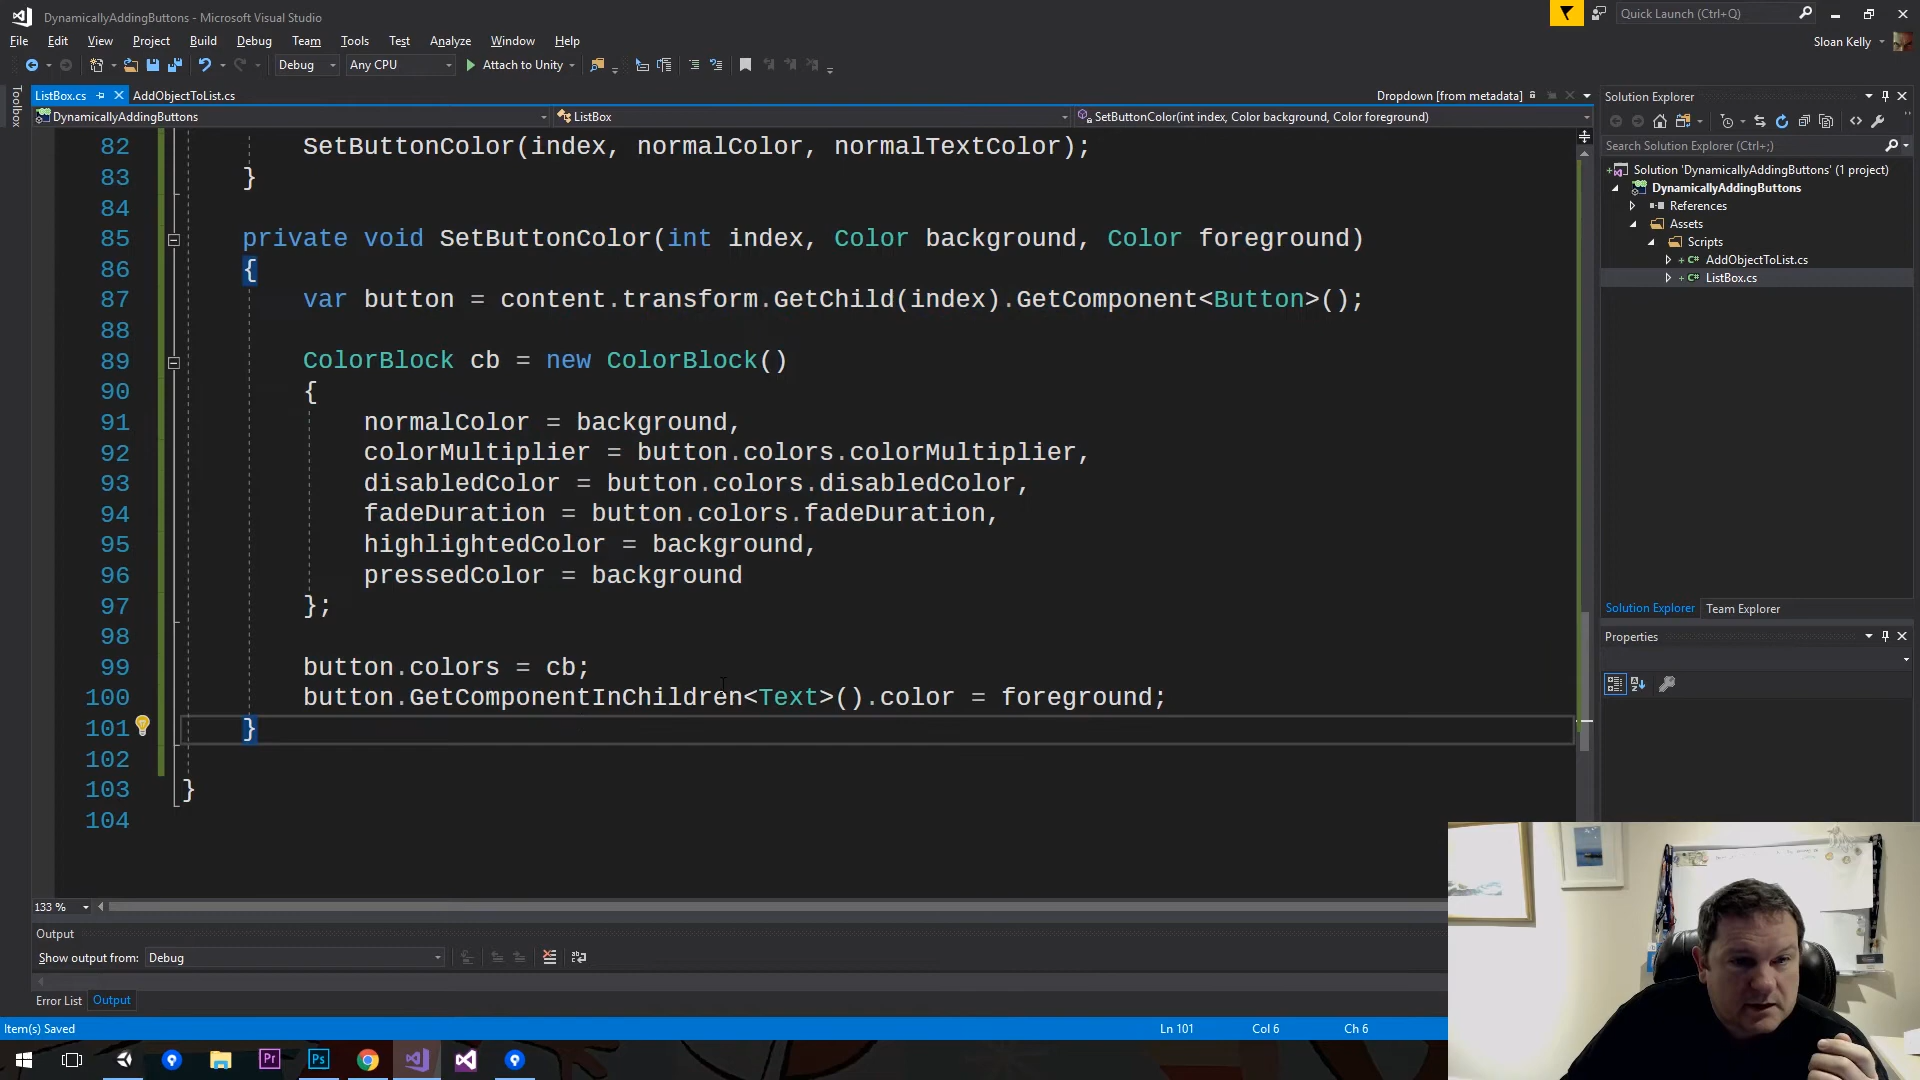 DynamicallyAddingButtons - Microsoft Visual Studio
Quick Launch (Ctrl+Q)
File Edit View Project Build Debug Team Tools Test Analyze Window Help
Sloan Kelly
Debug Any CPU Attach to Unity
Toolbox
ListBox.cs AddObjectToList.cs Dropdown [from metadata]
DynamicallyAddingButtons ListBox SetButtonColor(int index, Color background, Color foreground)
82 SetButtonColor(index, normalColor, normalTextColor);
83 }
84
85 private void SetButtonColor(int index, Color background, Color foreground)
86 {
87 var button = content.transform.GetChild(index).GetComponent<Button>();
88
89 ColorBlock cb = new ColorBlock()
90 {
91 normalColor = background,
92 colorMultiplier = button.colors.colorMultiplier,
93 disabledColor = button.colors.disabledColor,
94 fadeDuration = button.colors.fadeDuration,
95 highlightedColor = background,
96 pressedColor = background
97 };
98
99 button.colors = cb;
100 button.GetComponentInChildren<Text>().color = foreground;
101 }
102
103 }
104
133 %
Output
Show output from: Debug
Error List Output
Item(s) Saved Ln 101 Col 6 Ch 6
Solution Explorer
Search Solution Explorer (Ctrl+;)
Solution 'DynamicallyAddingButtons' (1 project)
DynamicallyAddingButtons
References
Assets
Scripts
AddObjectToList.cs
ListBox.cs
Solution Explorer Team Explorer
Properties
Pr Ps